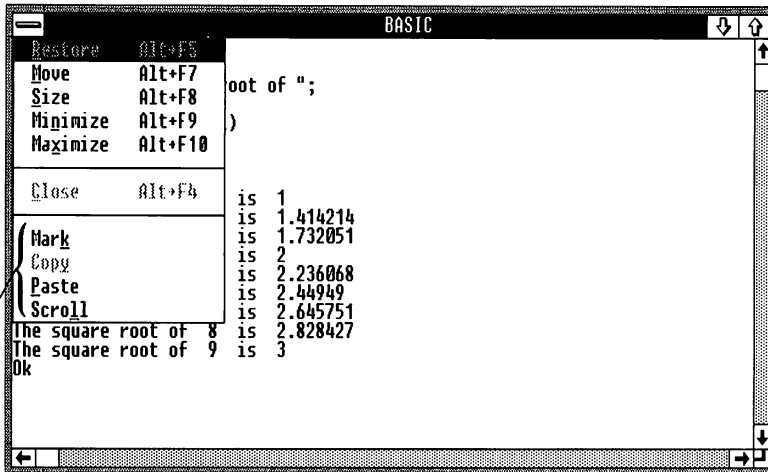 BASIC
Restore Alt+F5
Move Alt+F7
Size Alt+F8
Minimize Alt+F9
Maximize Alt+F10
Close Alt+F4
Mark
Copy
Paste
Scroll
oot of ";
)
is 1
is 1.414214
is 1.732051
is 2
is 2.236068
is 2.44949
is 2.645751
The square root of 8 is 2.828427
The square root of 9 is 3
Ok